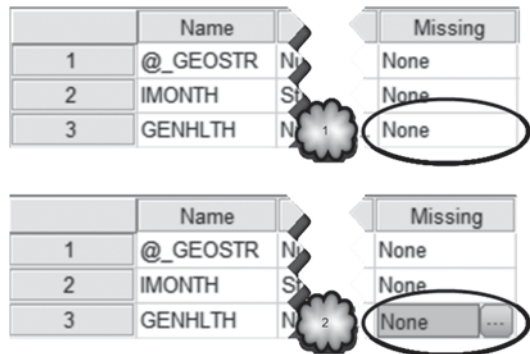 Name Missing
1 @_GEOSTR None
2 IMONTH None
3 GENHLTH 1 None
Name Missing
1 @_GEOSTR None
2 IMONTH None
3 GENHLTH 2 None ...